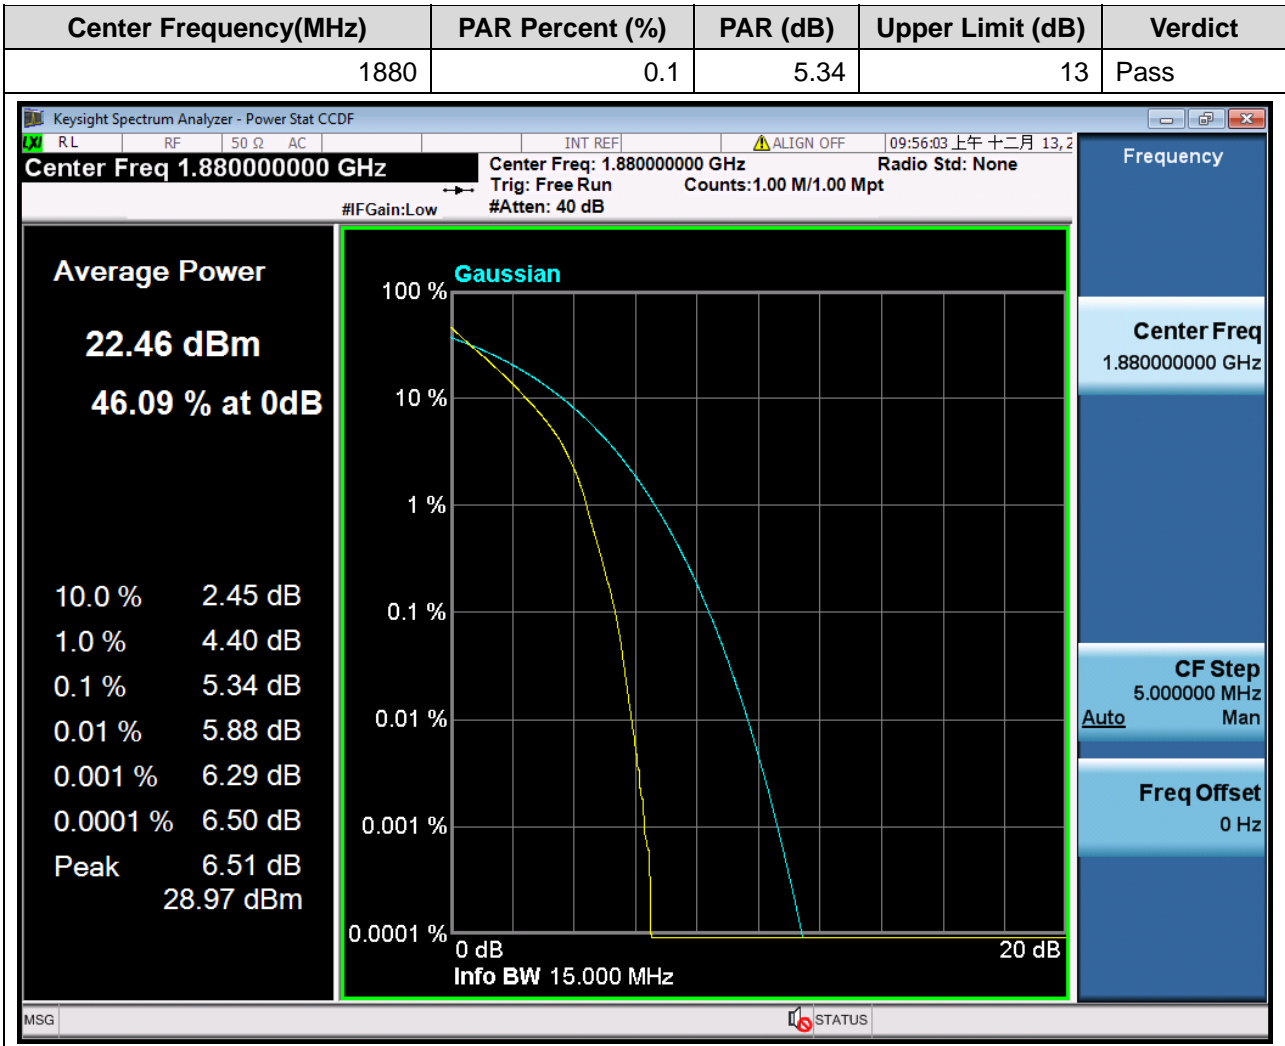 Center Frequency(MHz) PAR Percent (%) PAR (dB) Upper Limit (dB) Verdict
1880 0.1 5.34 13 Pass
Keysight Spectrum Analyzer - Power Stat CCDF
LXI RL RF 50 Ω AC INT REF ALIGN OFF 09:56:03 上午 十二月 13, 2
Center Freq 1.880000000 GHz
Center Freq: 1.880000000 GHz Radio Std: None
Trig: Free Run Counts:1.00 M/1.00 Mpt
#IFGain:Low #Atten: 40 dB
Average Power
22.46 dBm
46.09 % at 0dB
10.0 % 2.45 dB
1.0 % 4.40 dB
0.1 % 5.34 dB
0.01 % 5.88 dB
0.001 % 6.29 dB
0.0001 % 6.50 dB
Peak 6.51 dB
28.97 dBm
Gaussian
100 %
10 %
1 %
0.1 %
0.01 %
0.001 %
0.0001 %
0 dB 20 dB
Info BW 15.000 MHz
Frequency
Center Freq
1.880000000 GHz
CF Step
5.000000 MHz
Auto Man
Freq Offset
0 Hz
MSG STATUS